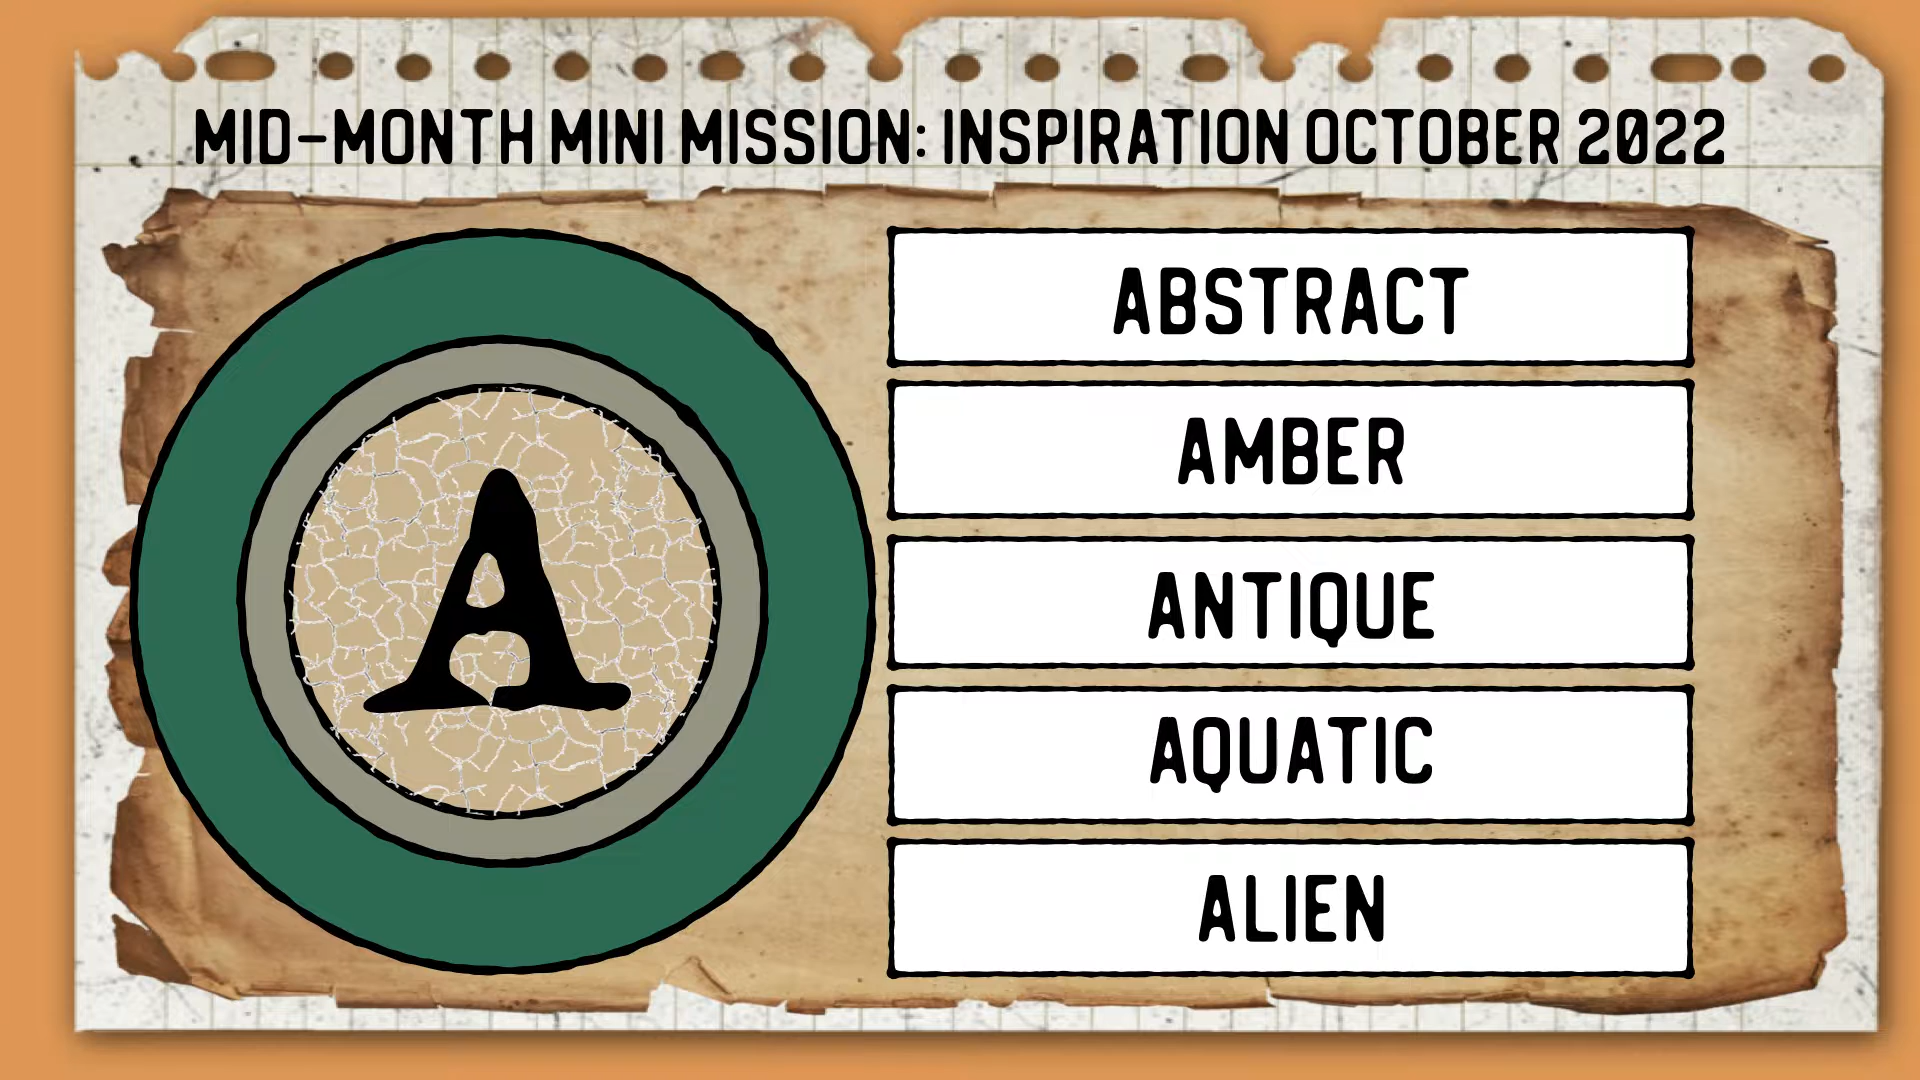 MID-MONTH MINI MISSION: INSPIRATION OCTOBER 2022
A
ABSTRACT
AMBER
ANTIQUE
AQUATIC
ALIEN